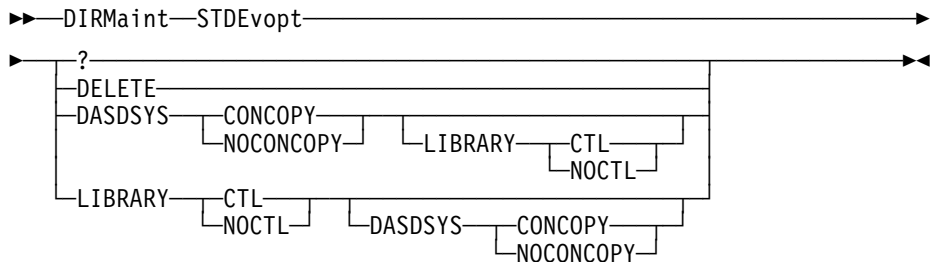 DIRMaint STDEvopt
?
DELETE
DASDSYS CONCOPY
NOCONCOPY LIBRARY CTL
NOCTL
LIBRARY CTL
NOCTL DASDSYS CONCOPY
NOCONCOPY